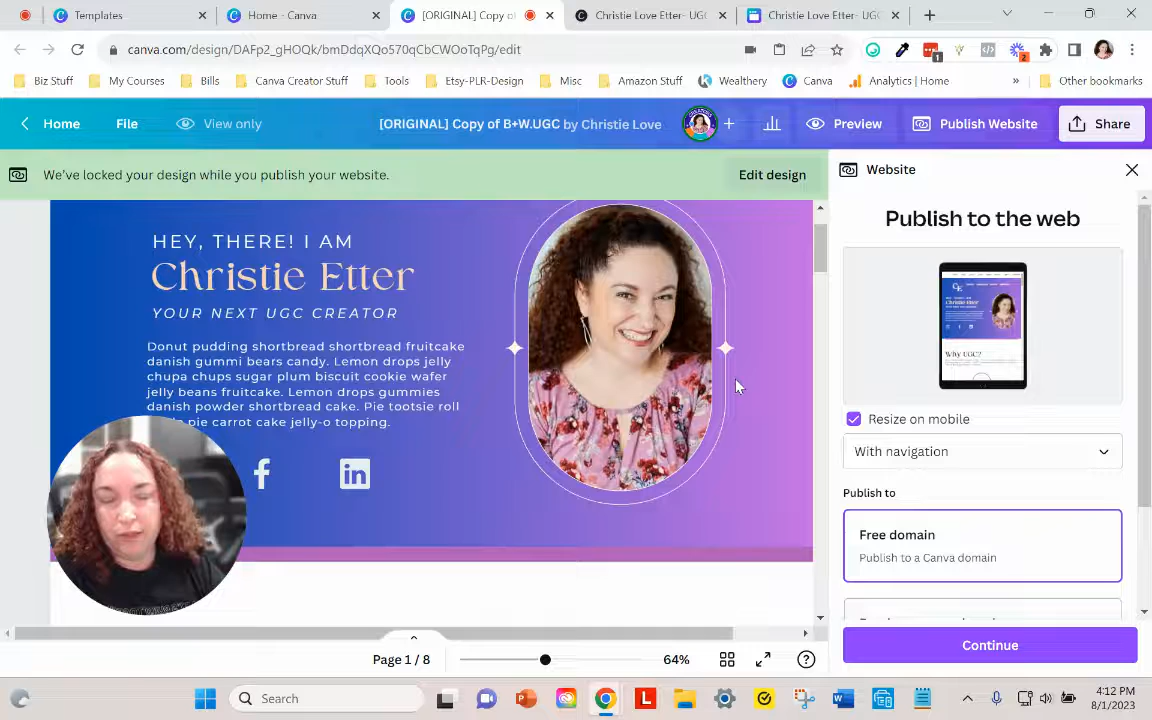 Templates
Home - Canva
[ORIGINAL] Copy of
Christie Love Etter- UGC
Christie Love Etter- UGC
canva.com/design/DAFp2_gHOQk/bmDdqXQo570qCbCWOoTqPg/edit
1
2
Biz Stuff
My Courses
Bills
Canva Creator Stuff
Tools
Etsy-PLR-Design
Misc
Amazon Stuff
Wealthery
Canva
Analytics | Home
»
Other bookmarks
Home
File
View only
[ORIGINAL] Copy of B+W.UGC by Christie Love
Preview
Publish Website
Share
We've locked your design while you publish your website.
Edit design
Website
Publish to the web
HEY, THERE! I AM
Christie Etter
YOUR NEXT UGC CREATOR
Donut pudding shortbread shortbread fruitcake
danish gummi bears candy. Lemon drops jelly
chupa chups sugar plum biscuit cookie wafer
jelly beans fruitcake. Lemon drops gummies
danish powder shortbread cake. Pie tootsie roll
pie carrot cake jelly-o topping.
Why UGC?
Resize on mobile
With navigation
Publish to
Free domain
Publish to a Canva domain
Continue
Page 1 / 8
64%
Search
4:12 PM
8/1/2023